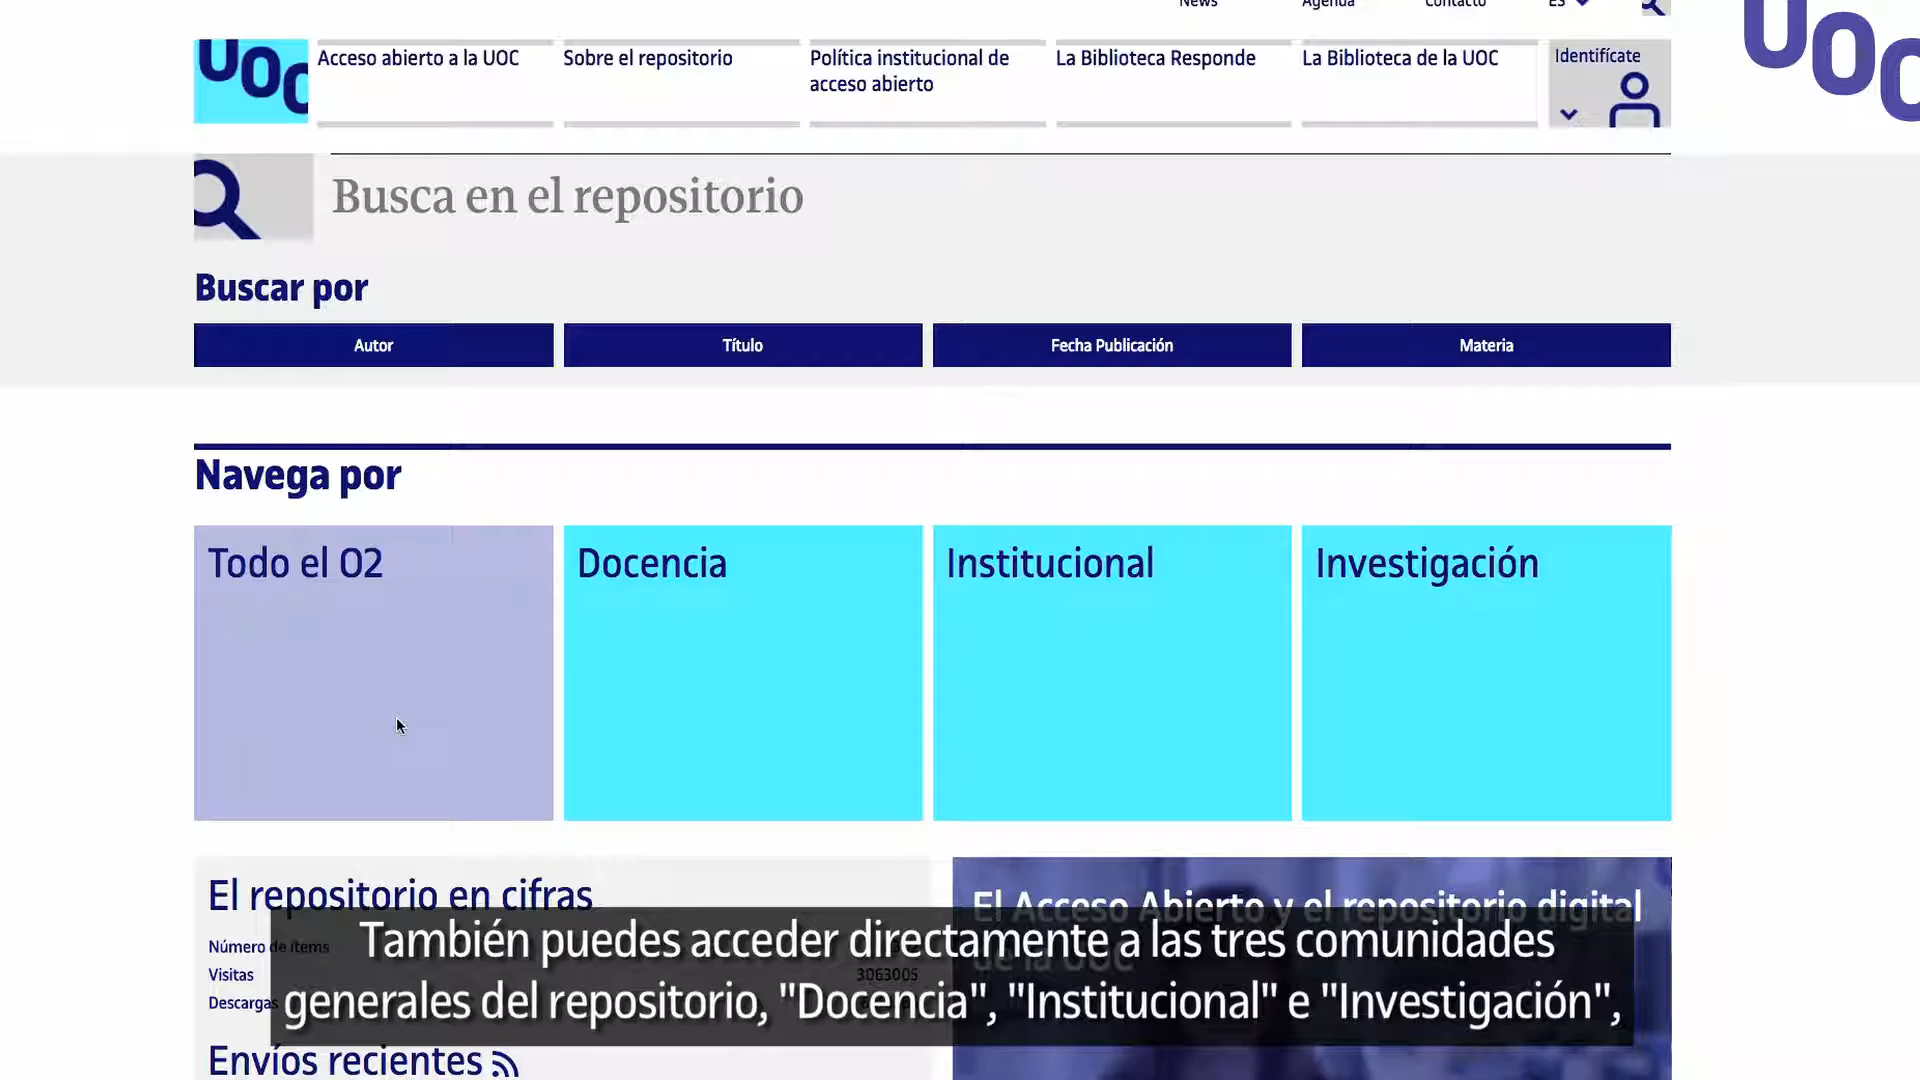 News
Agenda
Contacto
ES
UOC
Acceso abierto a la UOC
Sobre el repositorio
Política institucional de
acceso abierto
La Biblioteca Responde
La Biblioteca de la UOC
Identifícate
UOC
Busca en el repositorio
Buscar por
Autor
Título
Fecha Publicación
Materia
Navega por
Todo el O2
Docencia
Institucional
Investigación
El repositorio en cifras
Número de ítems
Visitas
3063005
Descargas
El Acceso Abierto y el repositorio digital
de la UOC
También puedes acceder directamente a las tres comunidades
generales del repositorio, "Docencia", "Institucional" e "Investigación",
Envíos recientes